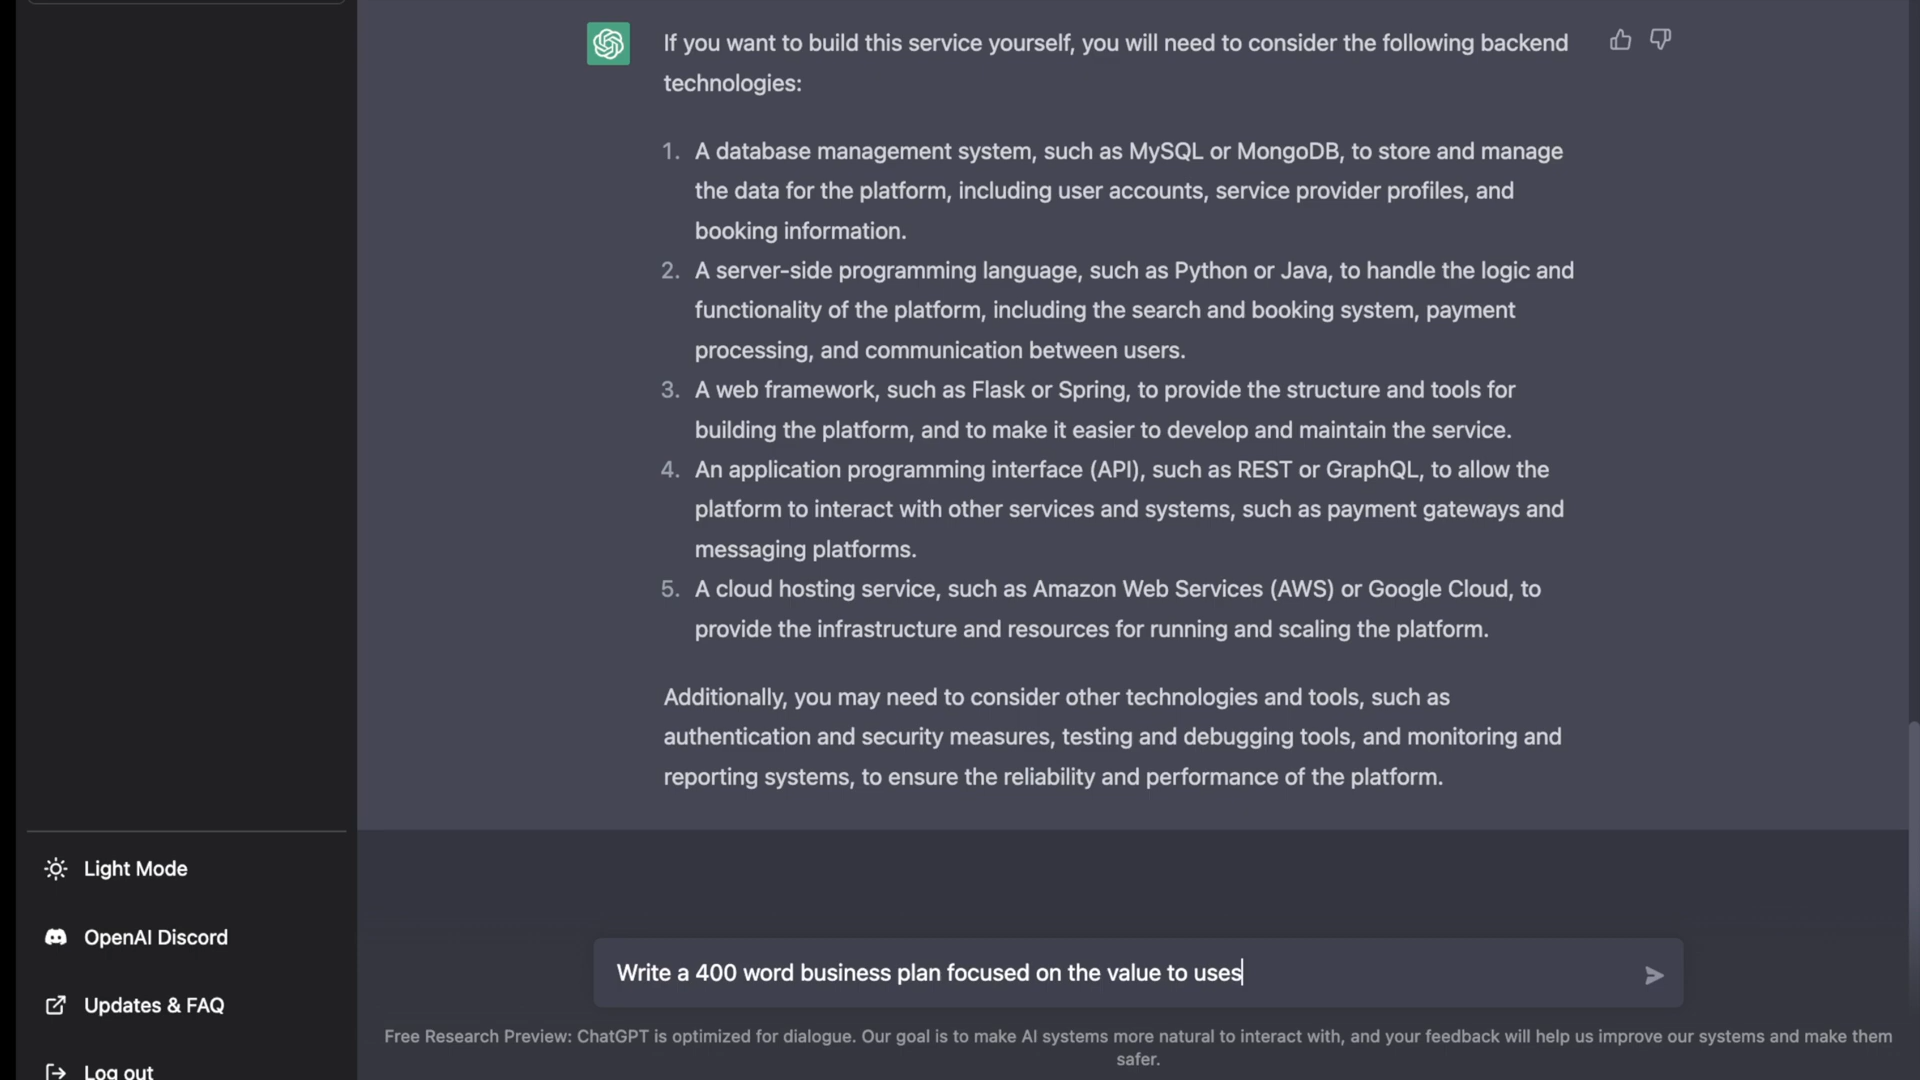 If you want to build this service yourself, you will need to consider the following backend
technologies:
1. A database management system, such as MySQL or MongoDB, to store and manage
the data for the platform, including user accounts, service provider profiles, and
booking information.
2. A server-side programming language, such as Python or Java, to handle the logic and
functionality of the platform, including the search and booking system, payment
processing, and communication between users.
3. A web framework, such as Flask or Spring, to provide the structure and tools for
building the platform, and to make it easier to develop and maintain the service.
4. An application programming interface (API), such as REST or GraphQL, to allow the
platform to interact with other services and systems, such as payment gateways and
messaging platforms.
5. A cloud hosting service, such as Amazon Web Services (AWS) or Google Cloud, to
provide the infrastructure and resources for running and scaling the platform.
Additionally, you may need to consider other technologies and tools, such as
authentication and security measures, testing and debugging tools, and monitoring and
reporting systems, to ensure the reliability and performance of the platform.
Light Mode
OpenAI Discord
Updates & FAQ
Log out
Write a 400 word business plan focused on the value to uses
Free Research Preview: ChatGPT is optimized for dialogue. Our goal is to make AI systems more natural to interact with, and your feedback will help us improve our systems and make them
safer.